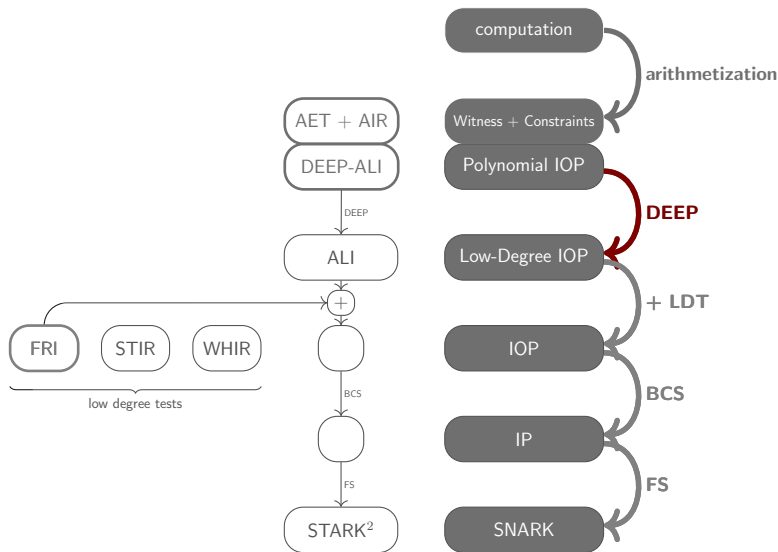 computation
arithmetization
AET + AIR
Witness + Constraints
DEEP-ALI
Polynomial IOP
DEEP
DEEP
ALI
Low-Degree IOP
+
+ LDT
FRI
STIR
WHIR
IOP
low degree tests
BCS
BCS
IP
FS
FS
STARK²
SNARK